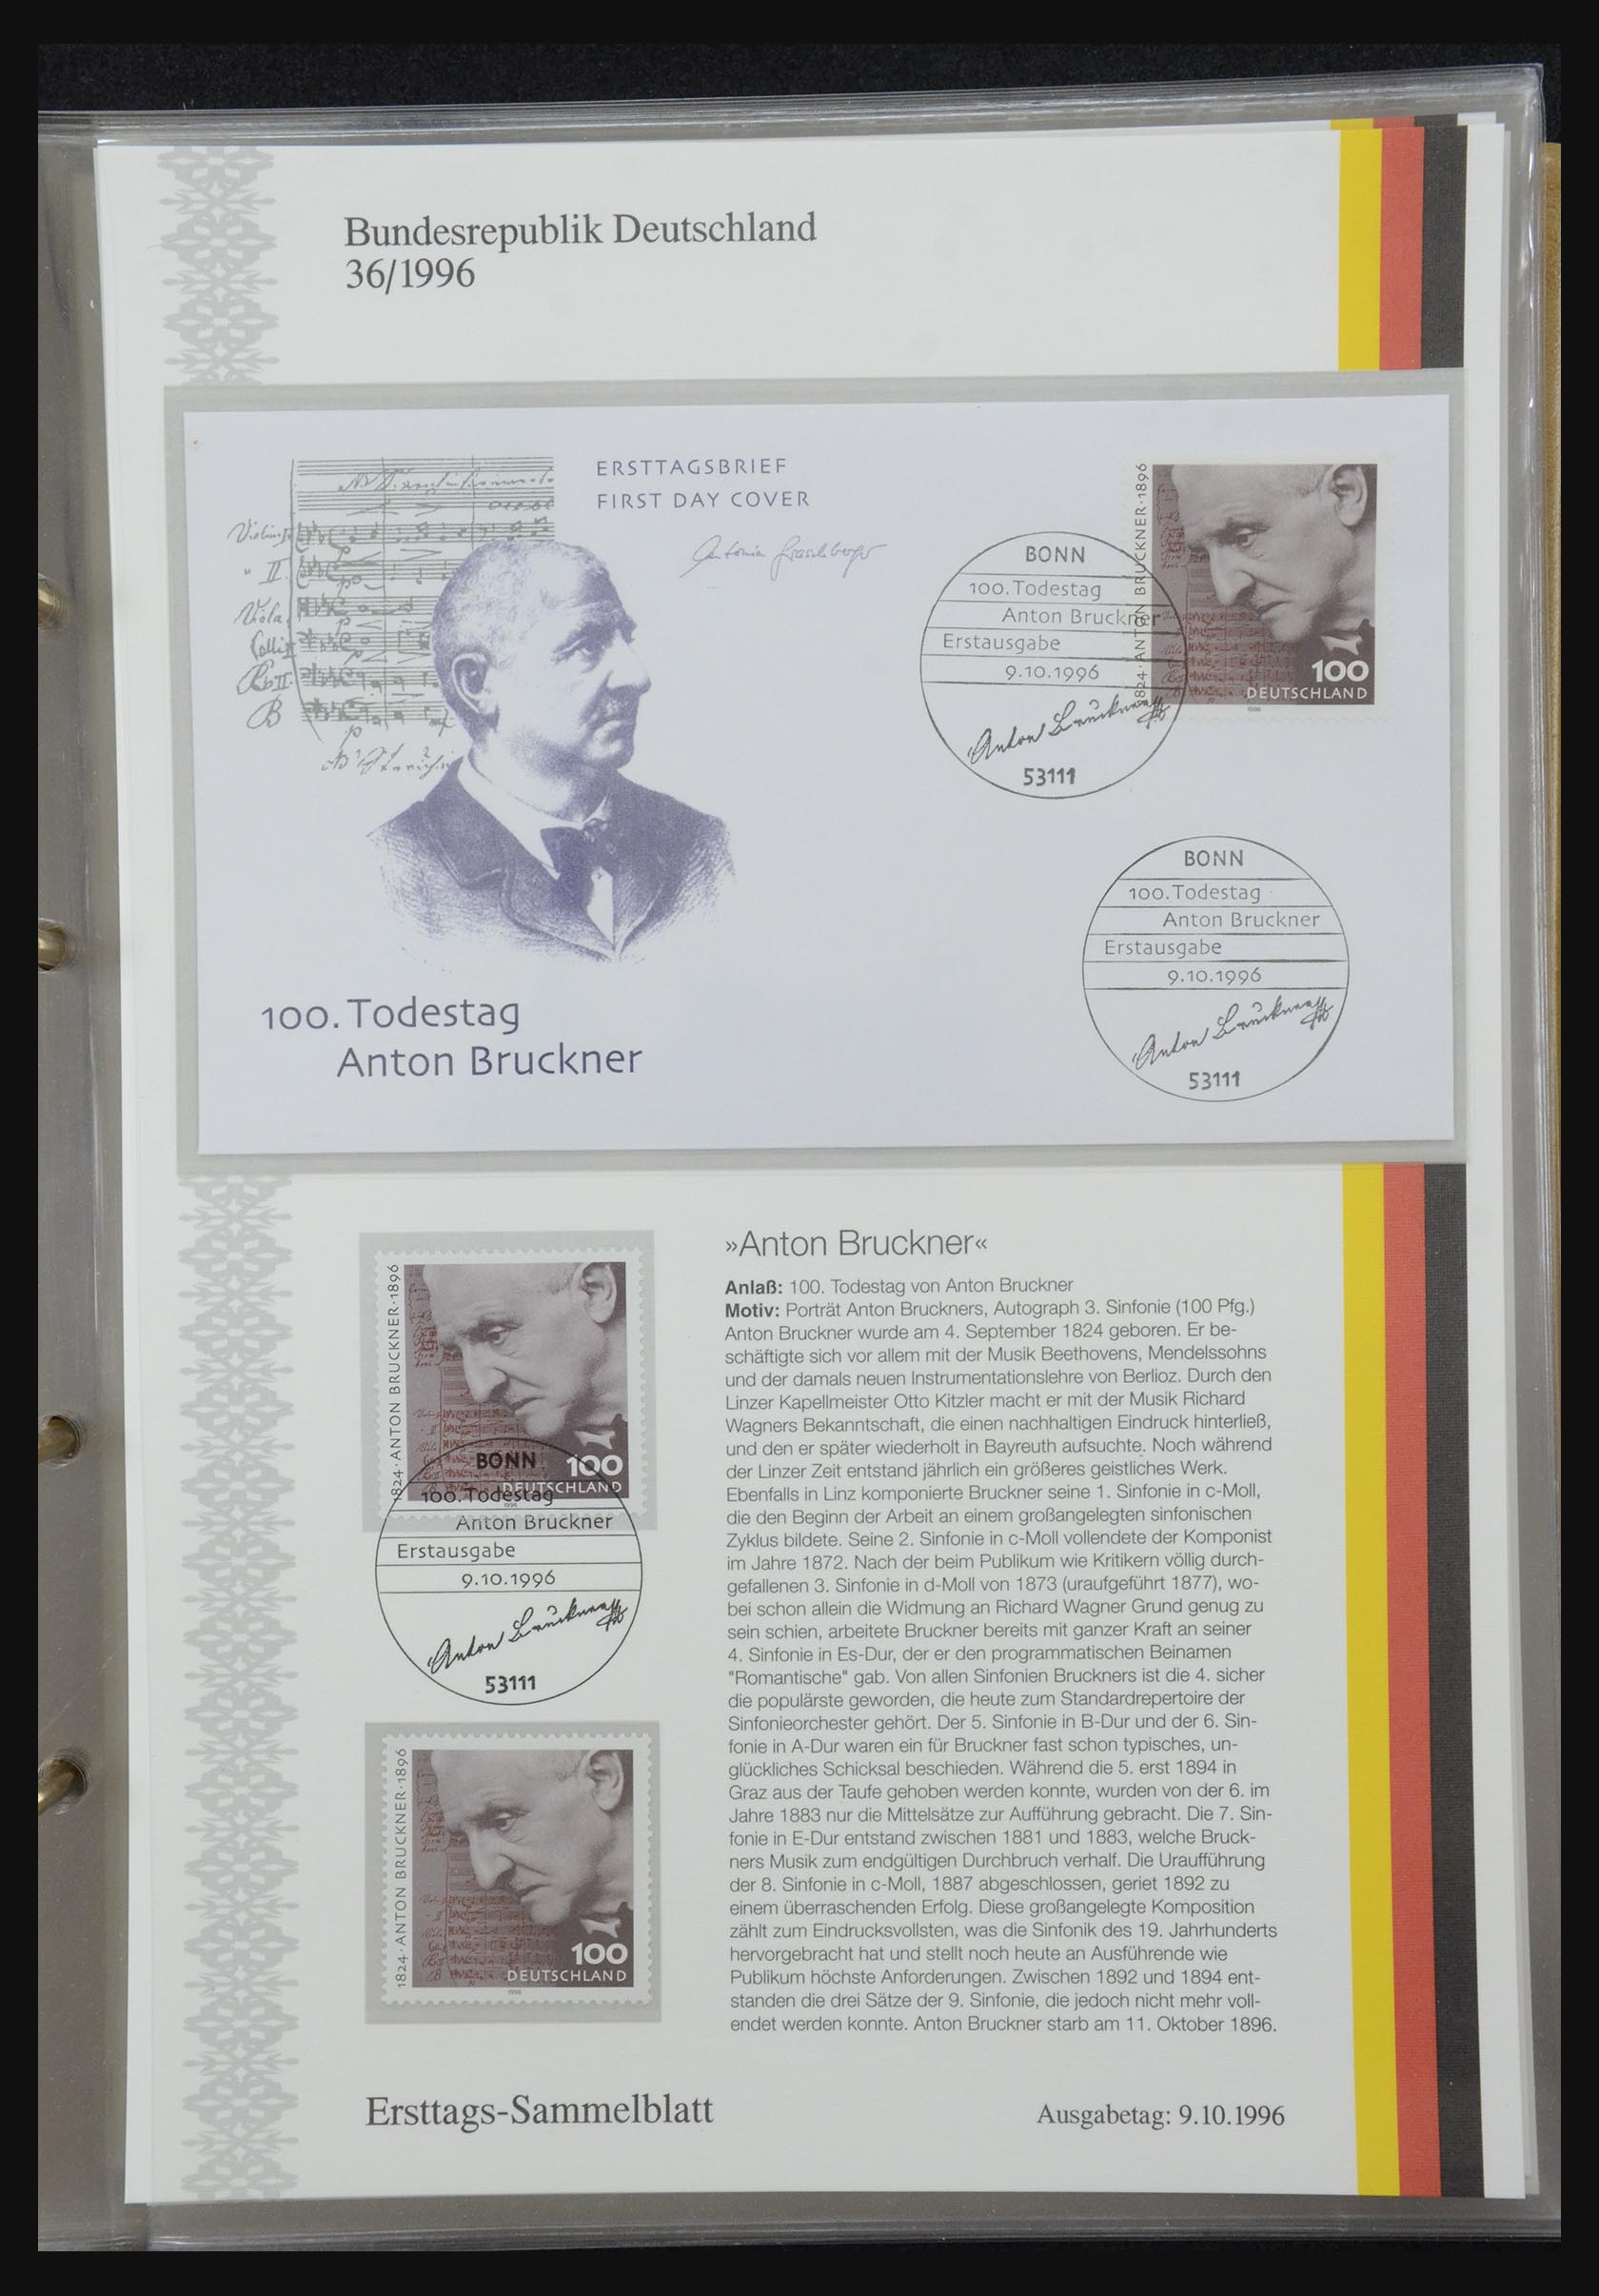 Bundesrepublik Deutschland
36/1996
ERSTTAGSBRIEF
FIRST DAY COVER
Violin I
" II.
Viola
B
BONN
100. Todestag
Anton Bruckner
Erstausgabe
9.10.1996
Anton Bruckner
53111
1824·ANTON BRUCKNER·1896
100
DEUTSCHLAND
1996
BONN
100. Todestag
Anton Bruckner
Erstausgabe
9.10.1996
Anton Bruckner
53111
100. Todestag
Anton Bruckner
1824·ANTON BRUCKNER·1896
100
DEUTSCHLAND
1996
BONN
100. Todestag
Anton Bruckner
Erstausgabe
9.10.1996
Anton Bruckner
53111
1824·ANTON BRUCKNER·1896
100
DEUTSCHLAND
1996
»Anton Bruckner«
Anlaß: 100. Todestag von Anton Bruckner
Motiv: Porträt Anton Bruckners, Autograph 3. Sinfonie (100 Pfg.)
Anton Bruckner wurde am 4. September 1824 geboren. Er be-
schäftigte sich vor allem mit der Musik Beethovens, Mendelssohns
und der damals neuen Instrumentationslehre von Berlioz. Durch den
Linzer Kapellmeister Otto Kitzler macht er mit der Musik Richard
Wagners Bekanntschaft, die einen nachhaltigen Eindruck hinterließ,
und den er später wiederholt in Bayreuth aufsuchte. Noch während
der Linzer Zeit entstand jährlich ein größeres geistliches Werk.
Ebenfalls in Linz komponierte Bruckner seine 1. Sinfonie in c-Moll,
die den Beginn der Arbeit an einem großangelegten sinfonischen
Zyklus bildete. Seine 2. Sinfonie in c-Moll vollendete der Komponist
im Jahre 1872. Nach der beim Publikum wie Kritikern völlig durch-
gefallenen 3. Sinfonie in d-Moll von 1873 (uraufgeführt 1877), wo-
bei schon allein die Widmung an Richard Wagner Grund genug zu
sein schien, arbeitete Bruckner bereits mit ganzer Kraft an seiner
4. Sinfonie in Es-Dur, der er den programmatischen Beinamen
"Romantische" gab. Von allen Sinfonien Bruckners ist die 4. sicher
die populärste geworden, die heute zum Standardrepertoire der
Sinfonieorchester gehört. Der 5. Sinfonie in B-Dur und der 6. Sin-
fonie in A-Dur waren ein für Bruckner fast schon typisches, un-
glückliches Schicksal beschieden. Während die 5. erst 1894 in
Graz aus der Taufe gehoben werden konnte, wurden von der 6. im
Jahre 1883 nur die Mittelsätze zur Aufführung gebracht. Die 7. Sin-
fonie in E-Dur entstand zwischen 1881 und 1883, welche Bruck-
ners Musik zum endgültigen Durchbruch verhalf. Die Uraufführung
der 8. Sinfonie in c-Moll, 1887 abgeschlossen, geriet 1892 zu
einem überraschenden Erfolg. Diese großangelegte Komposition
zählt zum Eindrucksvollsten, was die Sinfonik des 19. Jahrhunderts
hervorgebracht hat und stellt noch heute an Ausführende wie
Publikum höchste Anforderungen. Zwischen 1892 und 1894 ent-
standen die drei Sätze der 9. Sinfonie, die jedoch nicht mehr voll-
endet werden konnte. Anton Bruckner starb am 11. Oktober 1896.
Ersttags-Sammelblatt
Ausgabetag: 9.10.1996